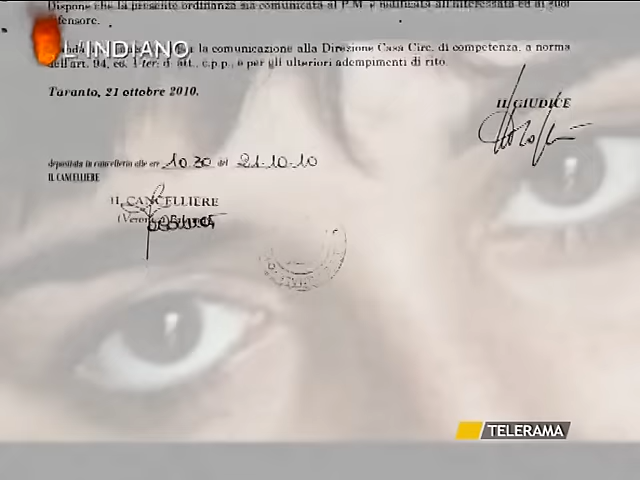 Dispone che la presente ordinanza sia comunicata al P.M. e notificata all'interessata ed al suo
difensore.
L'INDIANO
la comunicazione alla Direzione Casa Circ. di competenza, a norma
dell'art. 94, co. 1 ter, d. att., c.p.p., e per gli ulteriori adempimenti di rito.
Taranto, 21 ottobre 2010.
IL GIUDICE
depositata in cancelleria alle ore 10.30 del 21-10-10
IL CANCELLIERE
IL CANCELLIERE
TELERAMA